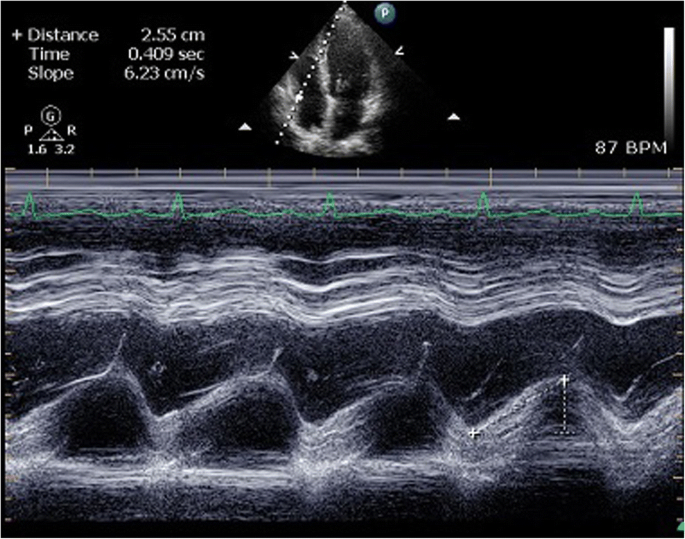 + Distance 2.55 cm
Time 0.409 sec
Slope 6.23 cm/s
P
G
P R
1.6 3.2
87 BPM